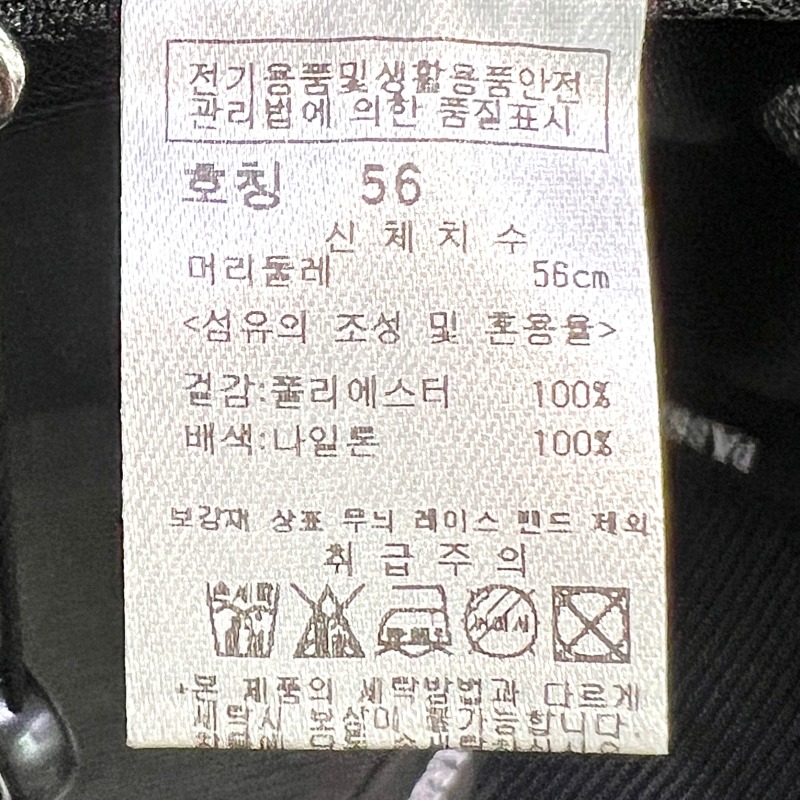 전기용품및생활용품안전
관리법에 의한 품질표시
호칭 56
신 체 치 수
머리둘레 56cm
<섬유의 조성 및 혼용율>
겉감:폴리에스터 100%
배색:나일론 100%
보강재 상표 무늬 레이스 밴드 제외
취 급 주 의
본 제품의 세탁방법과 다르게
세탁시 보상이 불가능합니다.